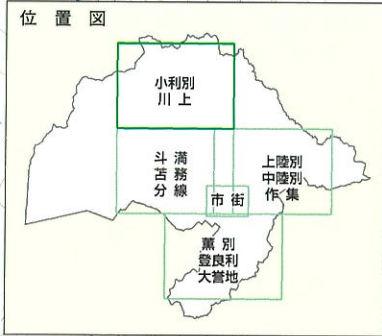 位置図
小利別
川上
斗満
苫務
分線
上陸別
中陸別
作集
市街
薫別
登良利
大誉地